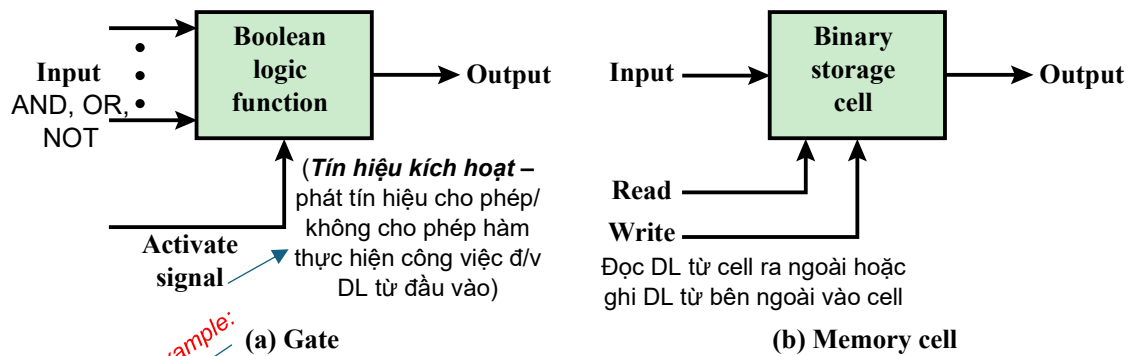 Input
AND, OR,
NOT
Boolean
logic
function
Output
Activate
signal
(Tín hiệu kích hoạt –
phát tín hiệu cho phép/
không cho phép hàm
thực hiện công việc đ/v
DL từ đầu vào)
(a) Gate
Input
Binary
storage
cell
Output
Read
Write
Đọc DL từ cell ra ngoài hoặc
ghi DL từ bên ngoài vào cell
(b) Memory cell